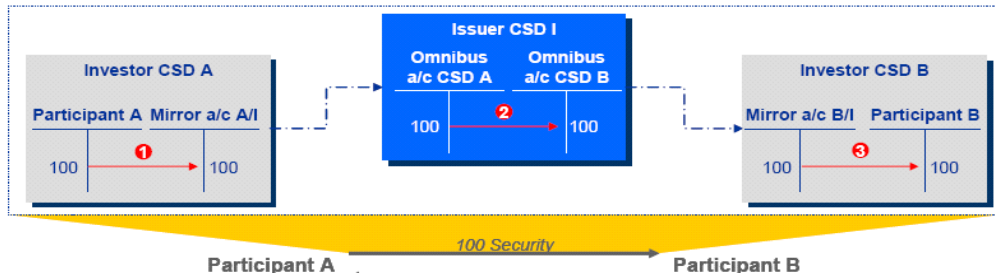 Issuer CSD I
Omnibus a/c CSD A
Omnibus a/c CSD B
100
2
100
Investor CSD A
Participant A
Mirror a/c A/I
100
1
100
Investor CSD B
Mirror a/c B/I
Participant B
100
3
100
100 Security
Participant A
Participant B